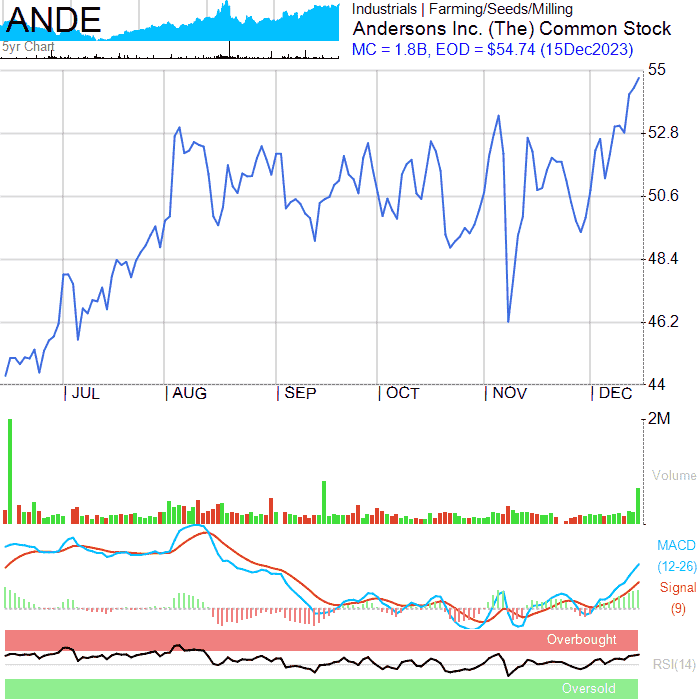 ANDE
5yr Chart
Industrials | Farming/Seeds/Milling
Andersons Inc. (The) Common Stock
MC = 1.8B, EOD = $54.74 (15Dec2023)
55
52.8
50.6
48.4
46.2
44
JUL AUG SEP OCT NOV DEC
2M
Volume
MACD
(12-26)
Signal
(9)
Overbought
RSI(14)
Oversold